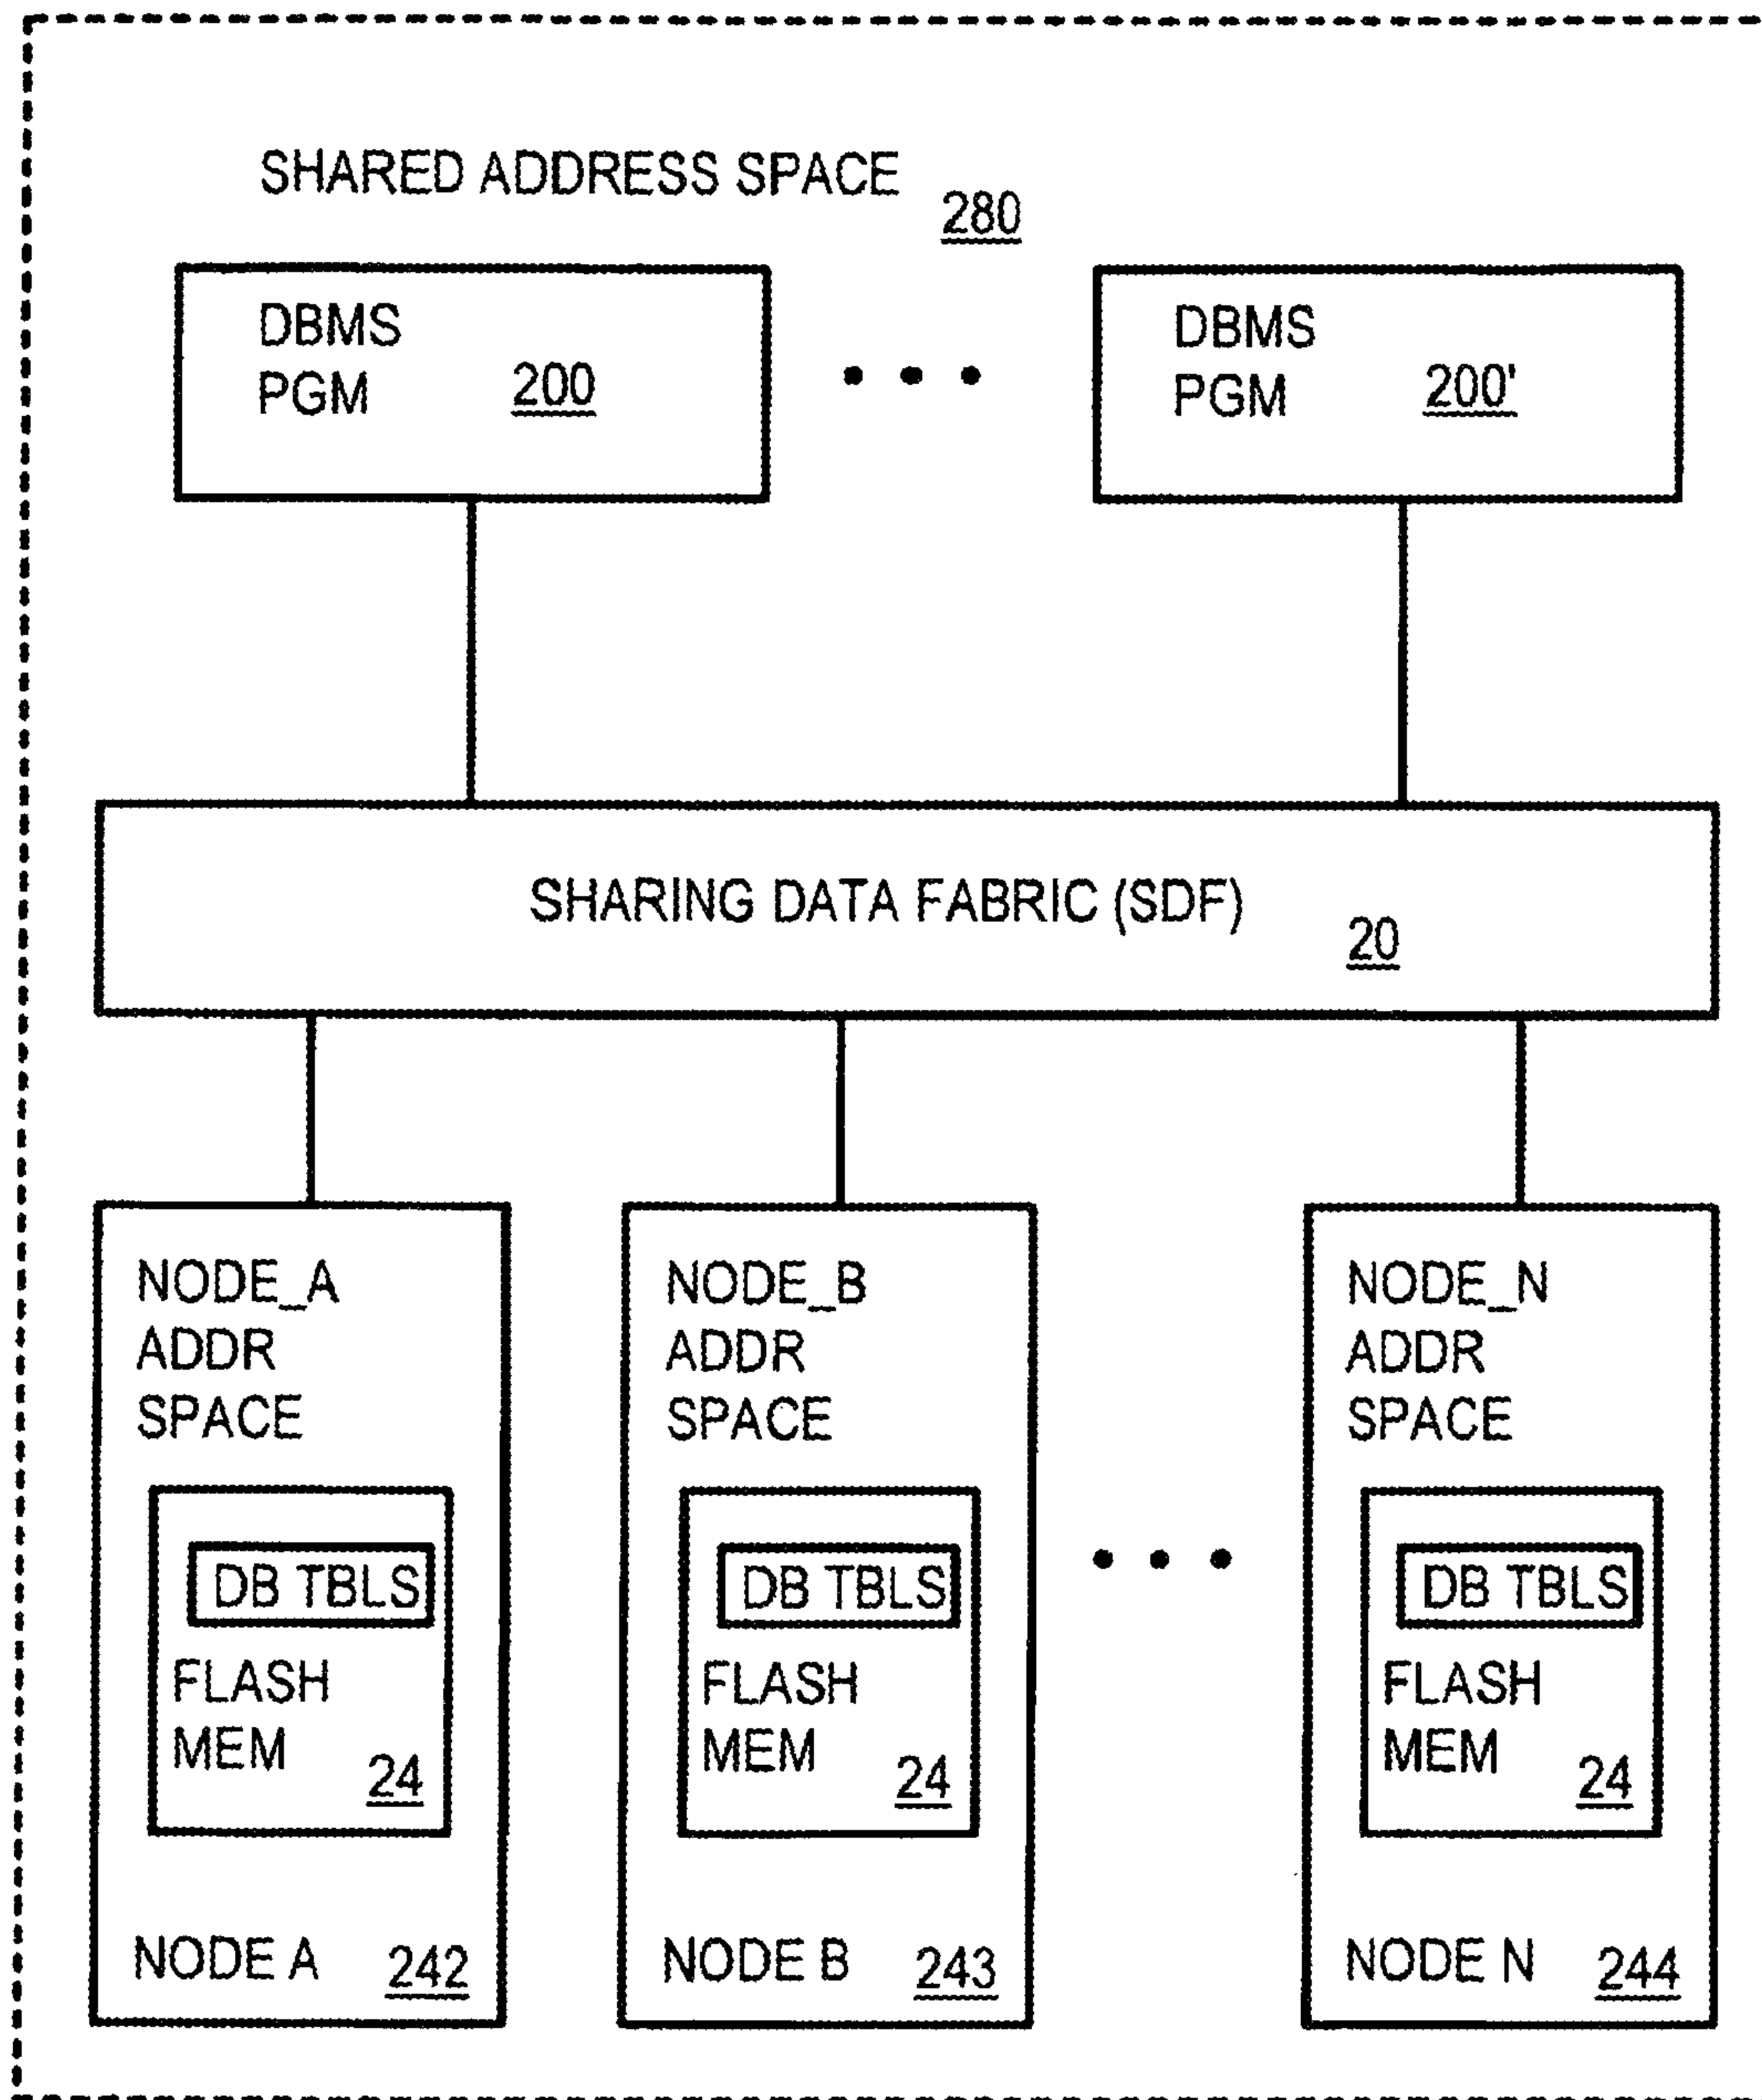 SHARED ADDRESS SPACE 280
DBMS
PGM 200
DBMS
PGM 200'
SHARING DATA FABRIC (SDF) 20
NODE_A
ADDR
SPACE
DB TBLS
FLASH
MEM 24
NODE A 242
NODE_B
ADDR
SPACE
DB TBLS
FLASH
MEM 24
NODE B 243
NODE_N
ADDR
SPACE
DB TBLS
FLASH
MEM 24
NODE N 244